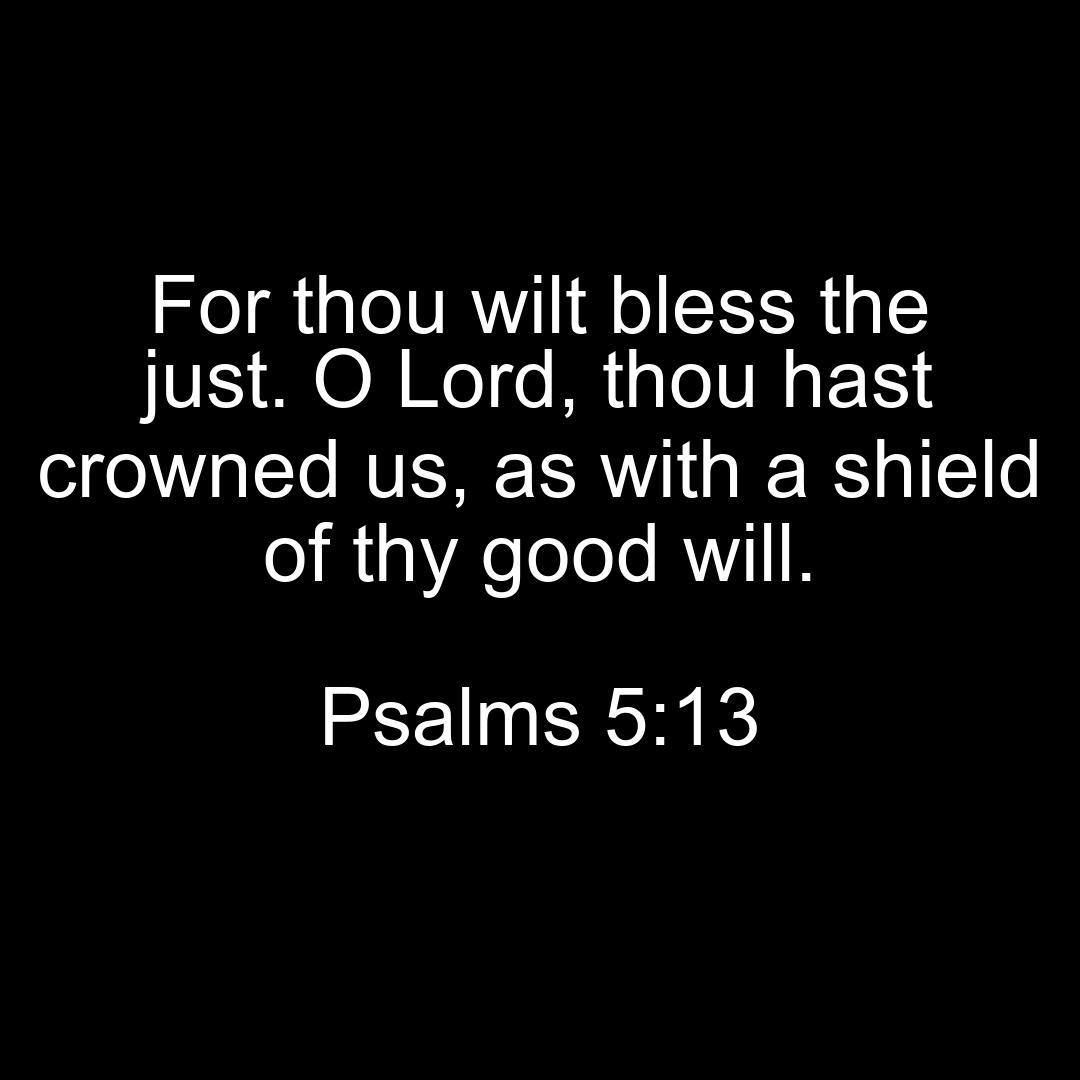 For thou wilt bless the
just. O Lord, thou hast
crowned us, as with a shield
of thy good will.
Psalms 5:13